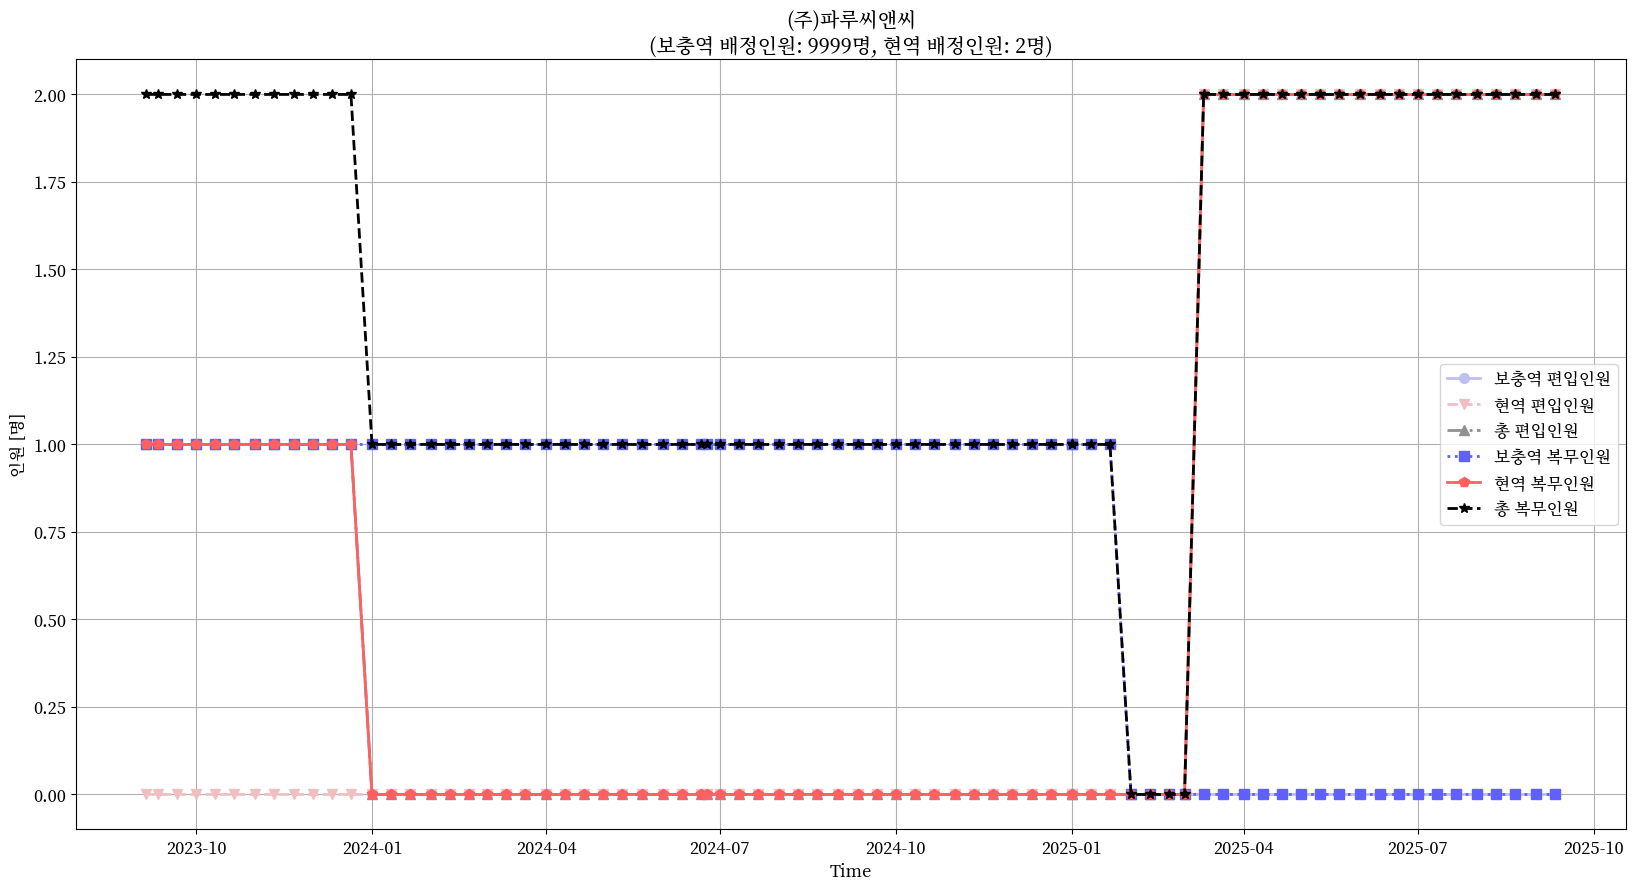 (주)파루씨앤씨
(보충역 배정인원: 9999명, 현역 배정인원: 2명)
인원 [명]
2.00
1.75
1.50
1.25
1.00
0.75
0.50
0.25
0.00
보충역 편입인원
현역 편입인원
총 편입인원
보충역 복무인원
현역 복무인원
총 복무인원
2023-10
2024-01
2024-04
2024-07
2024-10
2025-01
2025-04
2025-07
2025-10
Time